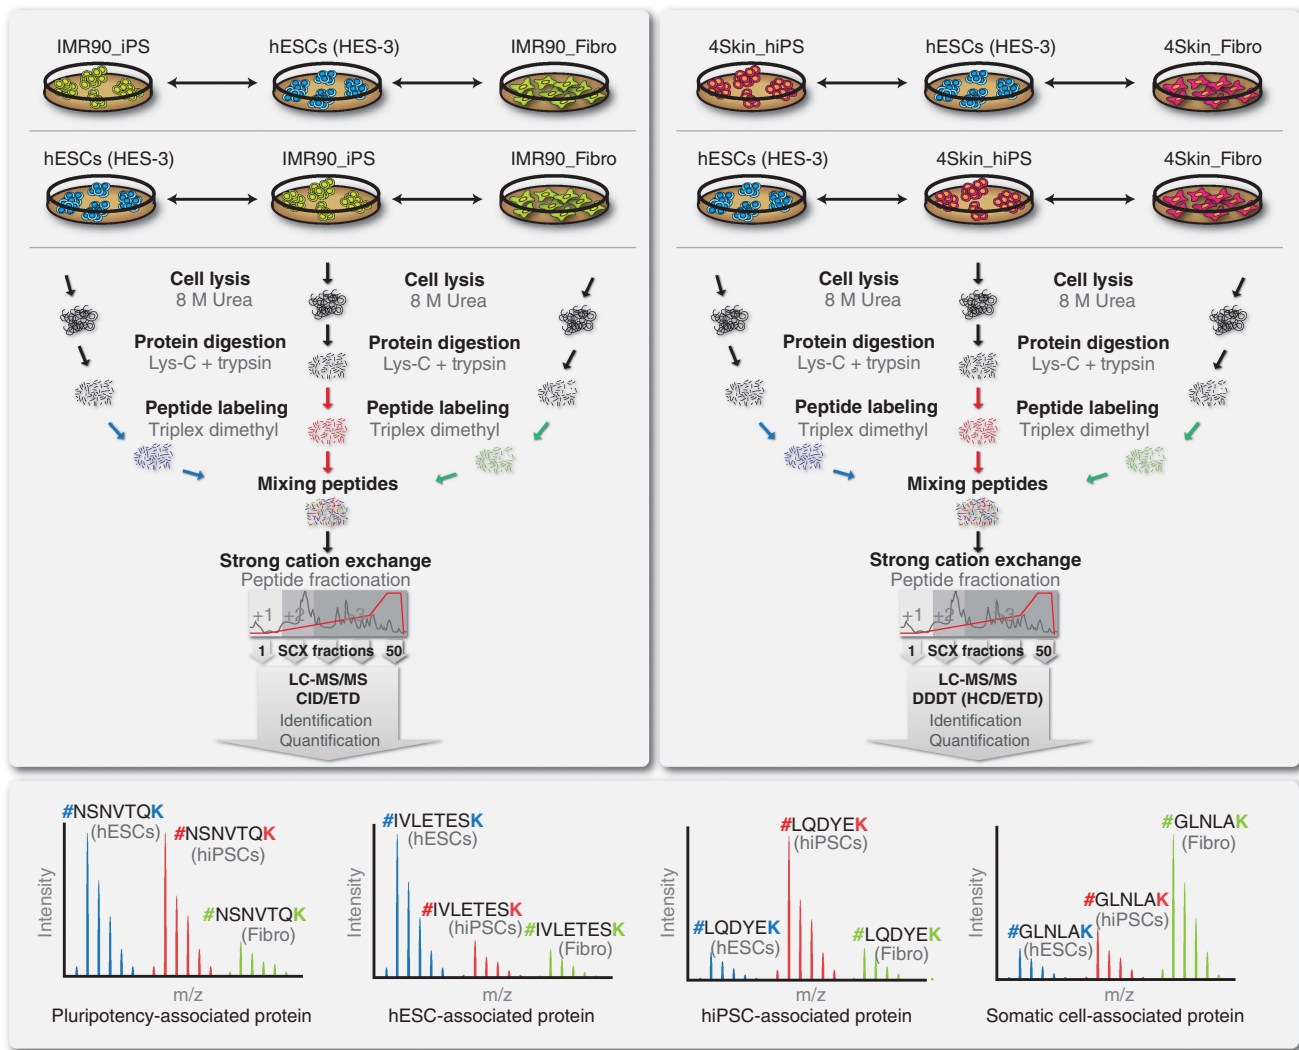 IMR90_iPS
hESCs (HES-3)
IMR90_Fibro
hESCs (HES-3)
IMR90_iPS
IMR90_Fibro
Cell lysis
8 M Urea
Cell lysis
8 M Urea
Protein digestion
Lys-C + trypsin
Protein digestion
Lys-C + trypsin
Peptide labeling
Triplex dimethyl
Peptide labeling
Triplex dimethyl
Mixing peptides
Strong cation exchange
Peptide fractionation
+1 +2 +3
1 SCX fractions 50
LC-MS/MS
CID/ETD
Identification
Quantification
4Skin_hiPS
hESCs (HES-3)
4Skin_Fibro
hESCs (HES-3)
4Skin_hiPS
4Skin_Fibro
Cell lysis
8 M Urea
Cell lysis
8 M Urea
Protein digestion
Lys-C + trypsin
Protein digestion
Lys-C + trypsin
Peptide labeling
Triplex dimethyl
Peptide labeling
Triplex dimethyl
Mixing peptides
Strong cation exchange
Peptide fractionation
+1 +2 +3
1 SCX fractions 50
LC-MS/MS
DDDT (HCD/ETD)
Identification
Quantification
Intensity
#NSNVTQK
(hESCs)
#NSNVTQK
(hiPSCs)
#NSNVTQK
(Fibro)
m/z
Pluripotency-associated protein
Intensity
#IVLETESK
(hESCs)
#IVLETESK
(hiPSCs)
#IVLETESK
(Fibro)
m/z
hESC-associated protein
Intensity
#LQDYEK
(hESCs)
#LQDYEK
(hiPSCs)
#LQDYEK
(Fibro)
m/z
hiPSC-associated protein
Intensity
#GLNLAK
(hESCs)
#GLNLAK
(hiPSCs)
#GLNLAK
(Fibro)
m/z
Somatic cell-associated protein